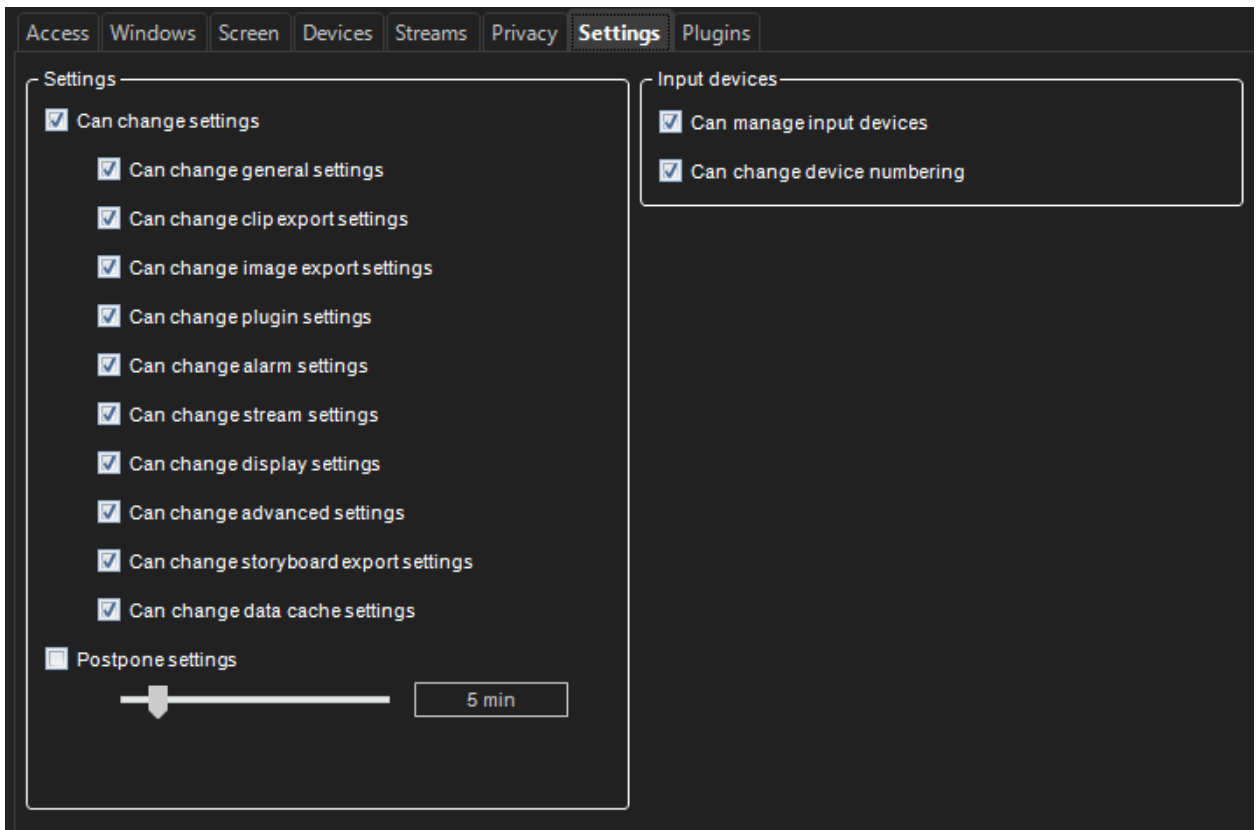 Access Windows Screen Devices Streams Privacy Settings Plugins
Settings
Can change settings
Can change general settings
Can change clip export settings
Can change image export settings
Can change plugin settings
Can change alarm settings
Can change stream settings
Can change display settings
Can change advanced settings
Can change storyboard export settings
Can change data cache settings
Postpone settings
5 min
Input devices
Can manage input devices
Can change device numbering